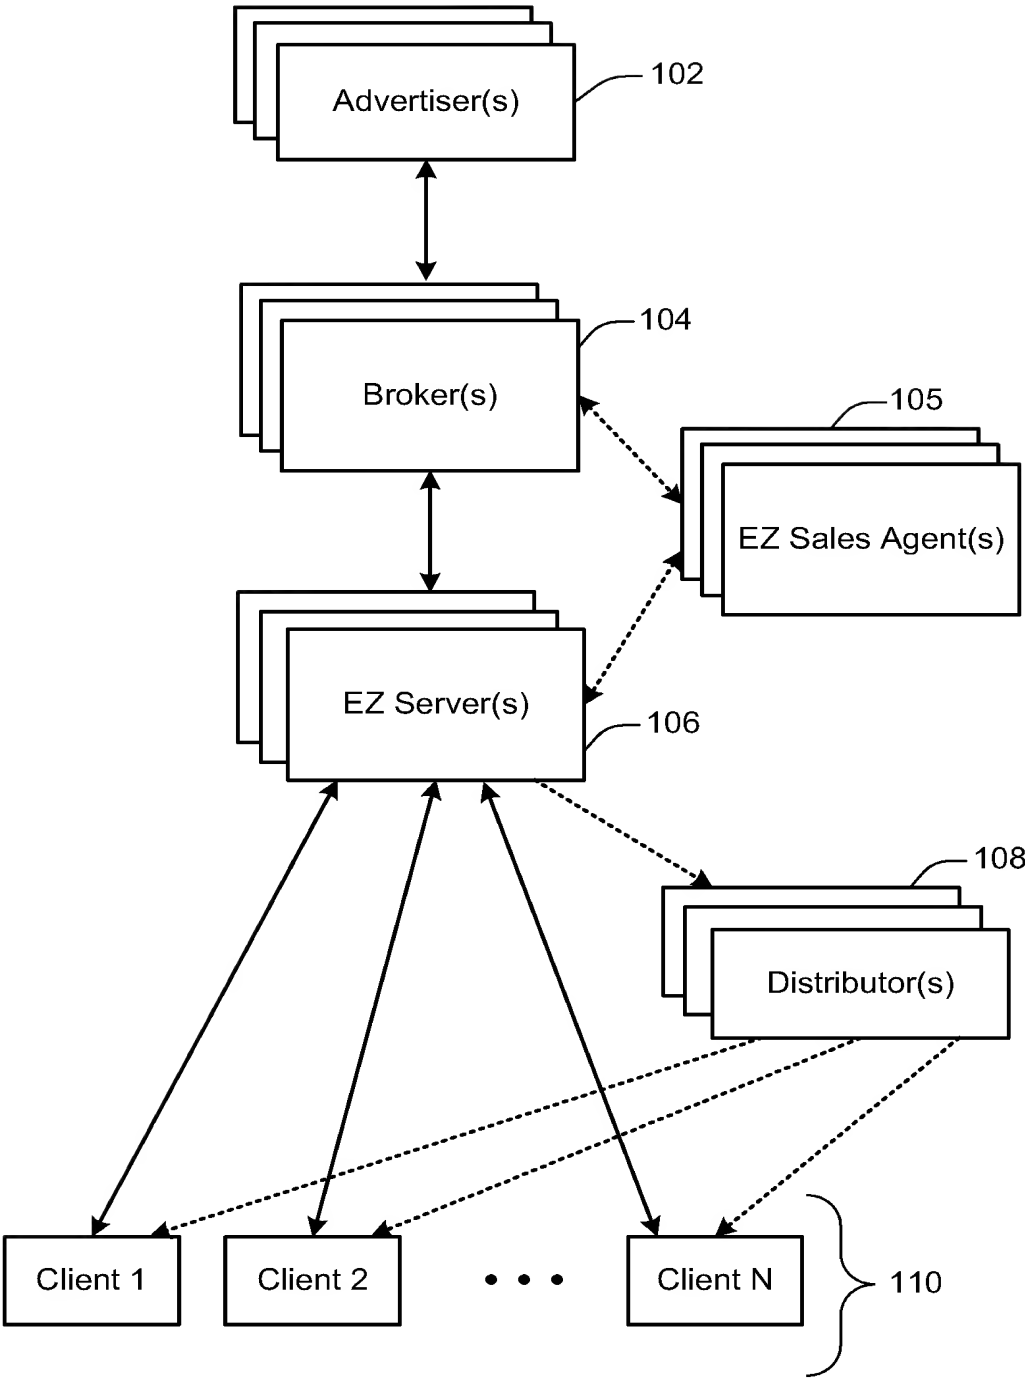 102
Advertiser(s)
104
Broker(s)
105
EZ Sales Agent(s)
EZ Server(s)
106
108
Distributor(s)
Client 1
Client 2
Client N
110